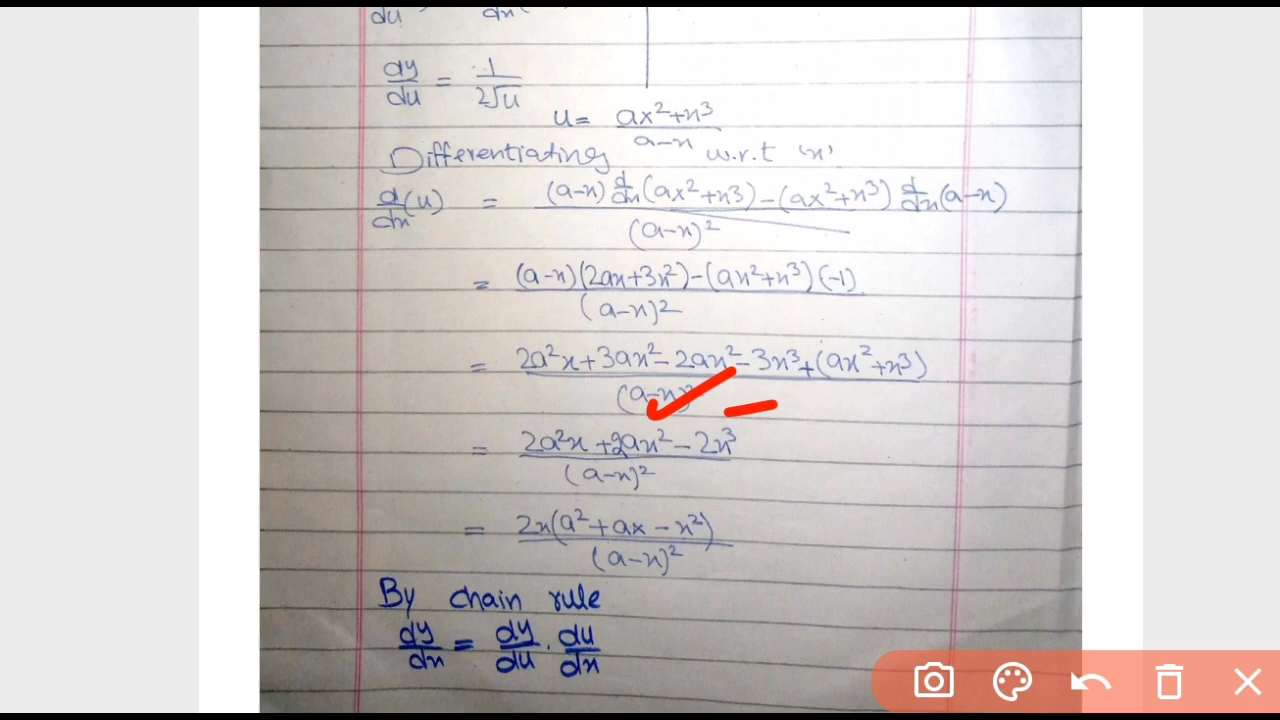 du dx
dy/du = 1/2√u
u = ax²+x³/a-x
Differentiating w.r.t 'x'
d/dx(u) = (a-x) d/dx(ax²+x³) - (ax²+x³) d/dx(a-x)/(a-x)²
= (a-x)(2ax+3x²)-(ax²+x³)(-1)/(a-x)²
= 2a²x+3ax²-2ax²-3x³+(ax²+x³)/(a-x)²
= 2a²x+2ax²-2x³/(a-x)²
= 2x(a²+ax-x²)/(a-x)²
By chain rule
dy/dx = dy/du . du/dx